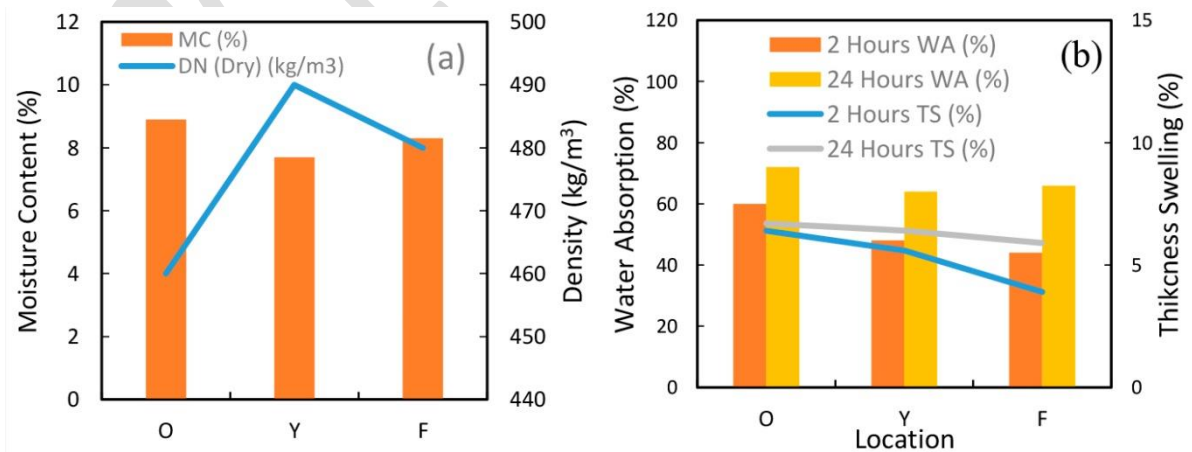 12
10
8
6
4
2
0
Moisture Content (%)
MC (%)
DN (Dry) (kg/m3)
(a)
500
490
480
470
460
450
440
Density (kg/m³)
O Y F
120
100
80
60
40
20
0
Water Absorption (%)
2 Hours WA (%)
24 Hours WA (%)
2 Hours TS (%)
24 Hours TS (%)
(b)
15
10
5
0
Thikcness Swelling (%)
O Y F
Location